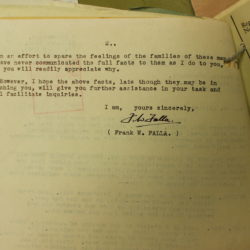 2..
an effort to spare the feelings of the families of these men
ave never communicated the full facts to them as I do to you,
you will readily appreciate why.
However, I hope the above facts, late though they may be in
ching you, will give you further assistance in your task and
l facilitate inquiries.
I am, yours sincerely,
( Frank W. FALLA. )